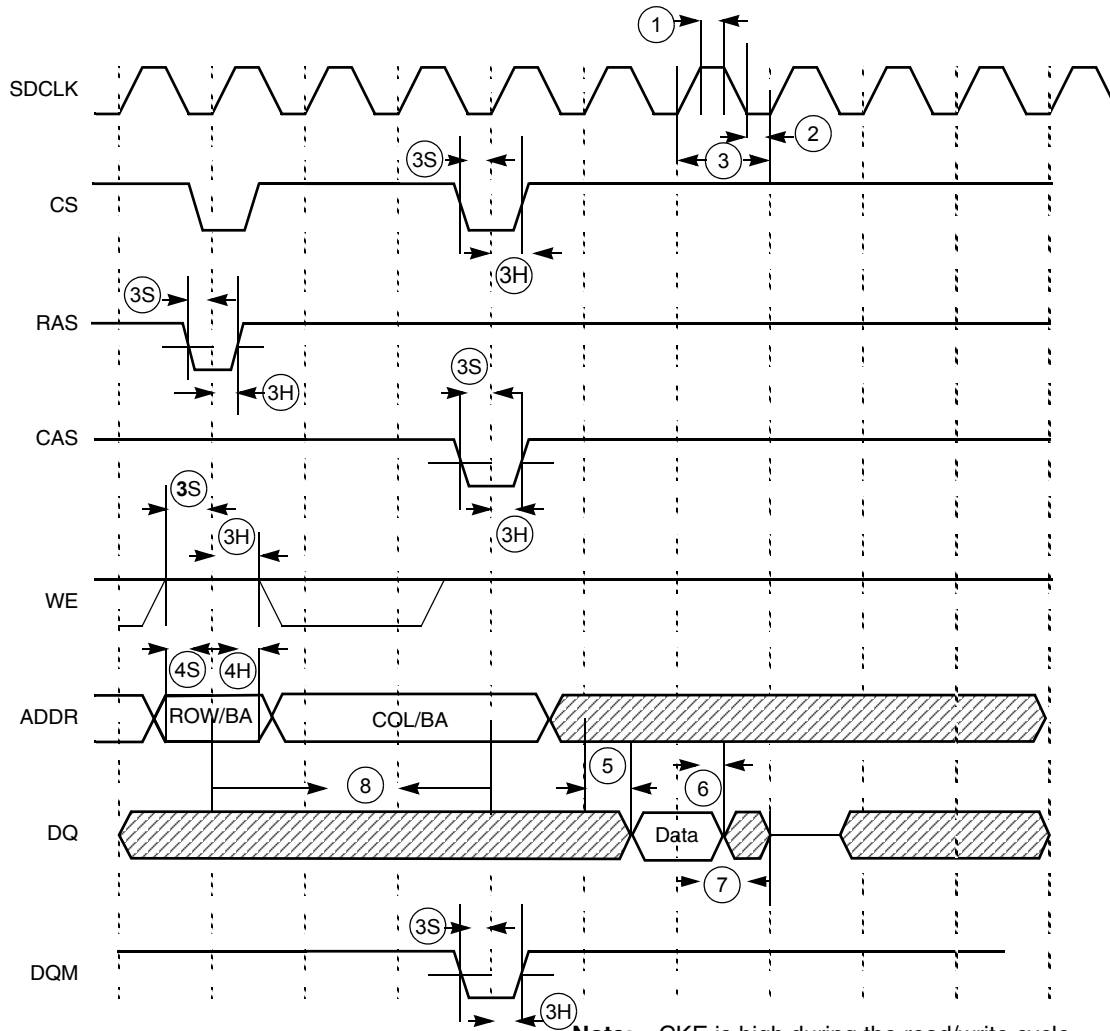 1
SDCLK
2
3S
3
CS
3H
3S
RAS
3S
3H
CAS
3S
3H
3H
WE
4S 4H
ADDR
ROW/BA
COL/BA
5
8
6
DQ
Data
7
3S
DQM
3H
Note: CKE is high during the read/write cycle